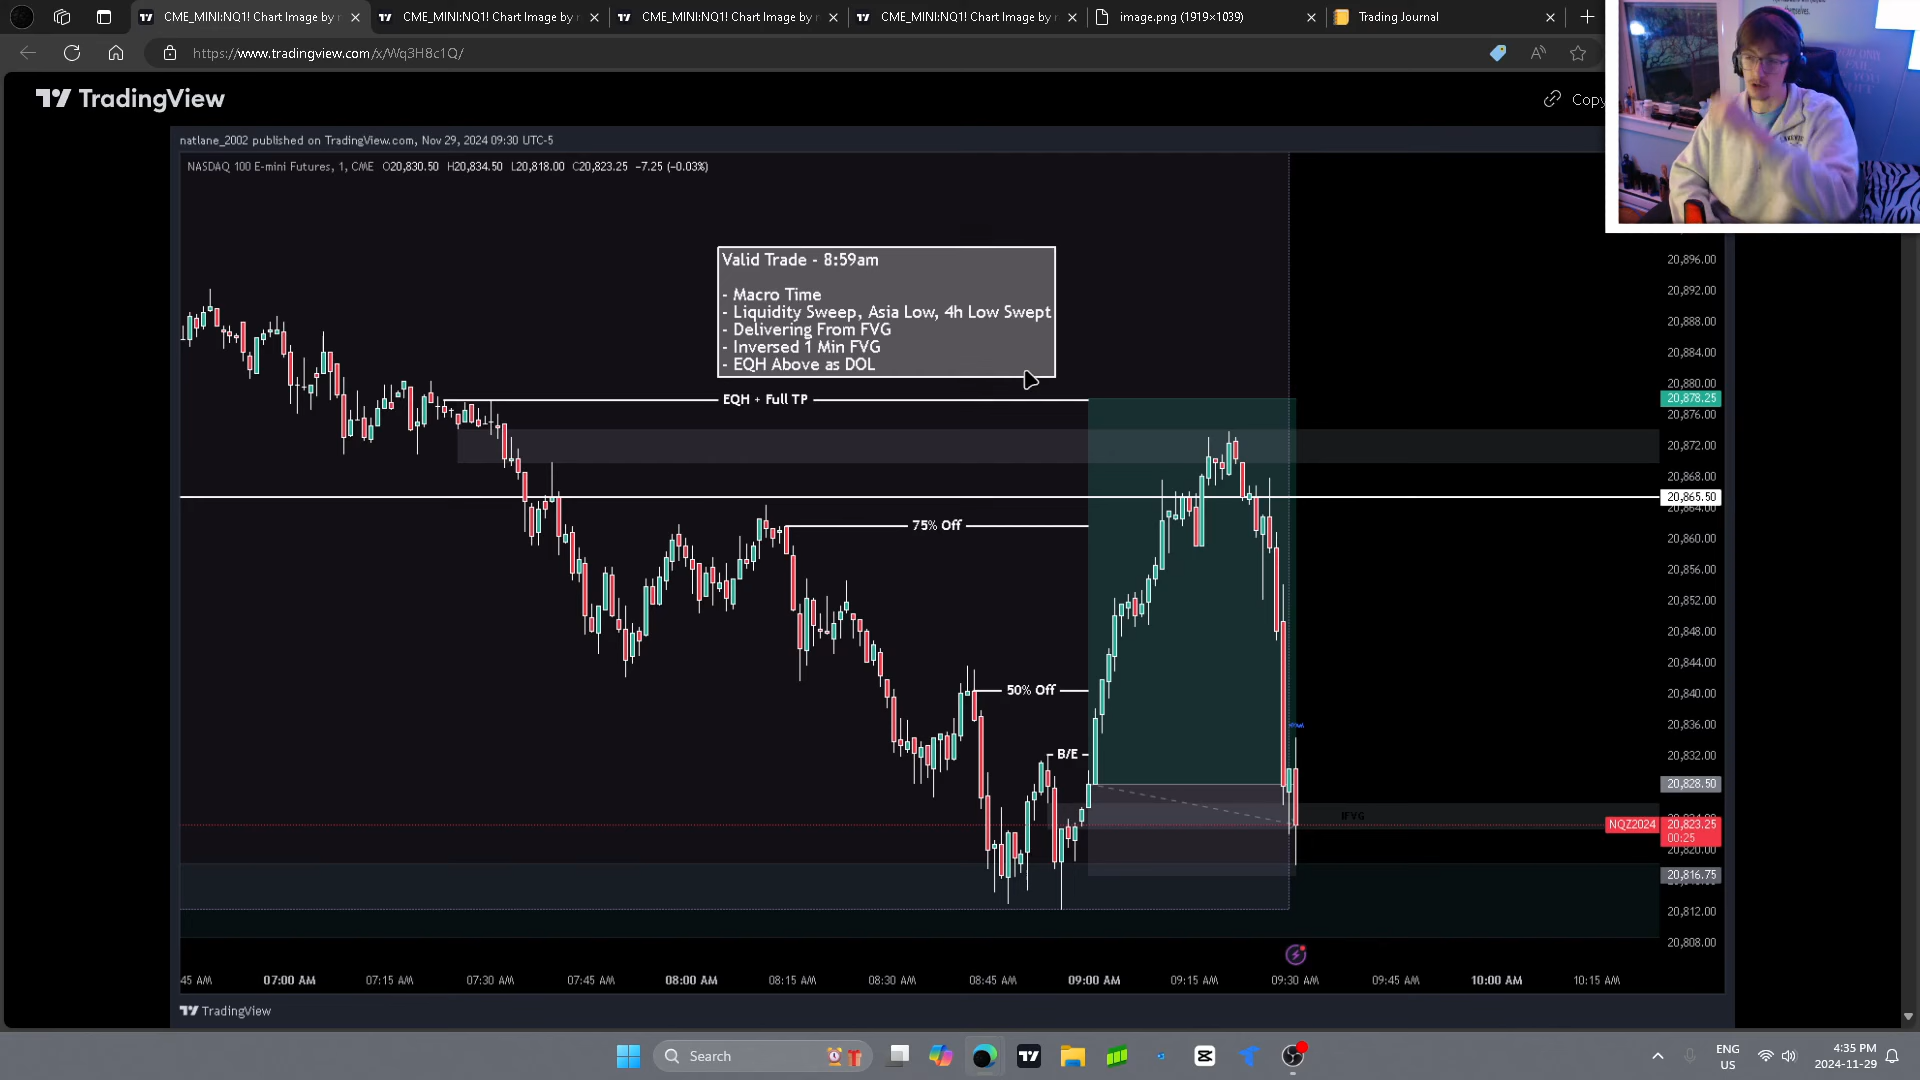 CME_MINI:NQ1! Chart Image by
CME_MINI:NQ1! Chart Image by
CME_MINI:NQ1! Chart Image by
CME_MINI:NQ1! Chart Image by
image.png (1919×1039)
Trading Journal
https://www.tradingview.com/x/Wq3H8c1Q/
TradingView
Copy
natlane_2002 published on TradingView.com, Nov 29, 2024 09:30 UTC-5
NASDAQ 100 E-mini Futures, 1, CME O20,830.50 H20,834.50 L20,818.00 C20,823.25 −7.25 (−0.03%)
Valid Trade - 8:59am
- Macro Time
- Liquidity Sweep, Asia Low, 4h Low Swept
- Delivering From FVG
- Inversed 1 Min FVG
- EQH Above as DOL
EQH + Full TP
75% Off
50% Off
B/E
IFVG
20,896.00
20,892.00
20,888.00
20,884.00
20,880.00
20,878.25
20,876.00
20,872.00
20,868.00
20,865.50
20,864.00
20,860.00
20,856.00
20,852.00
20,848.00
20,844.00
20,840.00
20,836.00
20,832.00
20,828.50
NQZ2024 20,823.25
00:25
20,820.00
20,816.75
20,812.00
20,808.00
45 AM 07:00 AM 07:15 AM 07:30 AM 07:45 AM 08:00 AM 08:15 AM 08:30 AM 08:45 AM 09:00 AM 09:15 AM 09:30 AM 09:45 AM 10:00 AM 10:15 AM
TradingView
Search
ENG
US
4:35 PM
2024-11-29